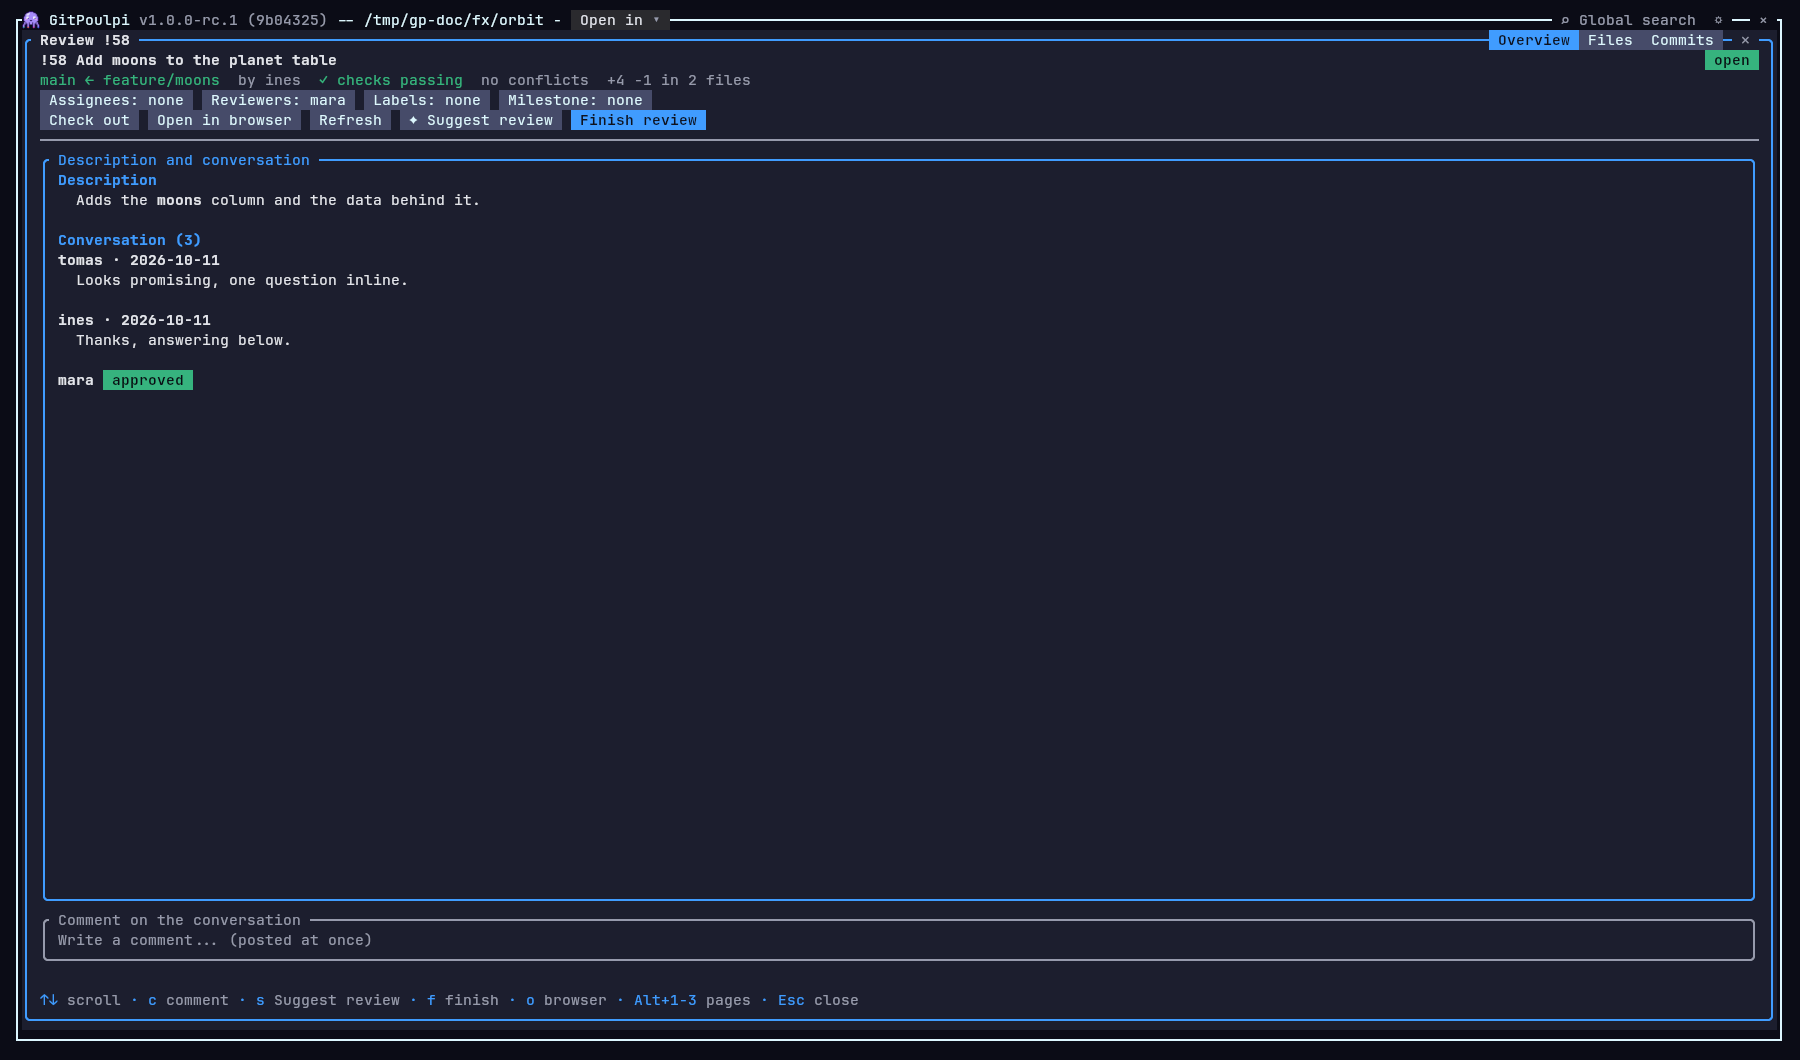 GitPoulpi v1.0.0-rc.1 (9b04325) -- /tmp/gp-doc/fx/orbit - Open in ▾ ⌕ Global search ☼ ×
Review !58 Overview Files Commits ×
!58 Add moons to the planet table open
main ← feature/moons by ines ✓ checks passing no conflicts +4 -1 in 2 files
Assignees: none Reviewers: mara Labels: none Milestone: none
Check out Open in browser Refresh ✦ Suggest review Finish review
Description and conversation
Description
Adds the moons column and the data behind it.
Conversation (3)
tomas · 2026-10-11
Looks promising, one question inline.
ines · 2026-10-11
Thanks, answering below.
mara approved
Comment on the conversation
Write a comment... (posted at once)
↑↓ scroll · c comment · s Suggest review · f finish · o browser · Alt+1-3 pages · Esc close